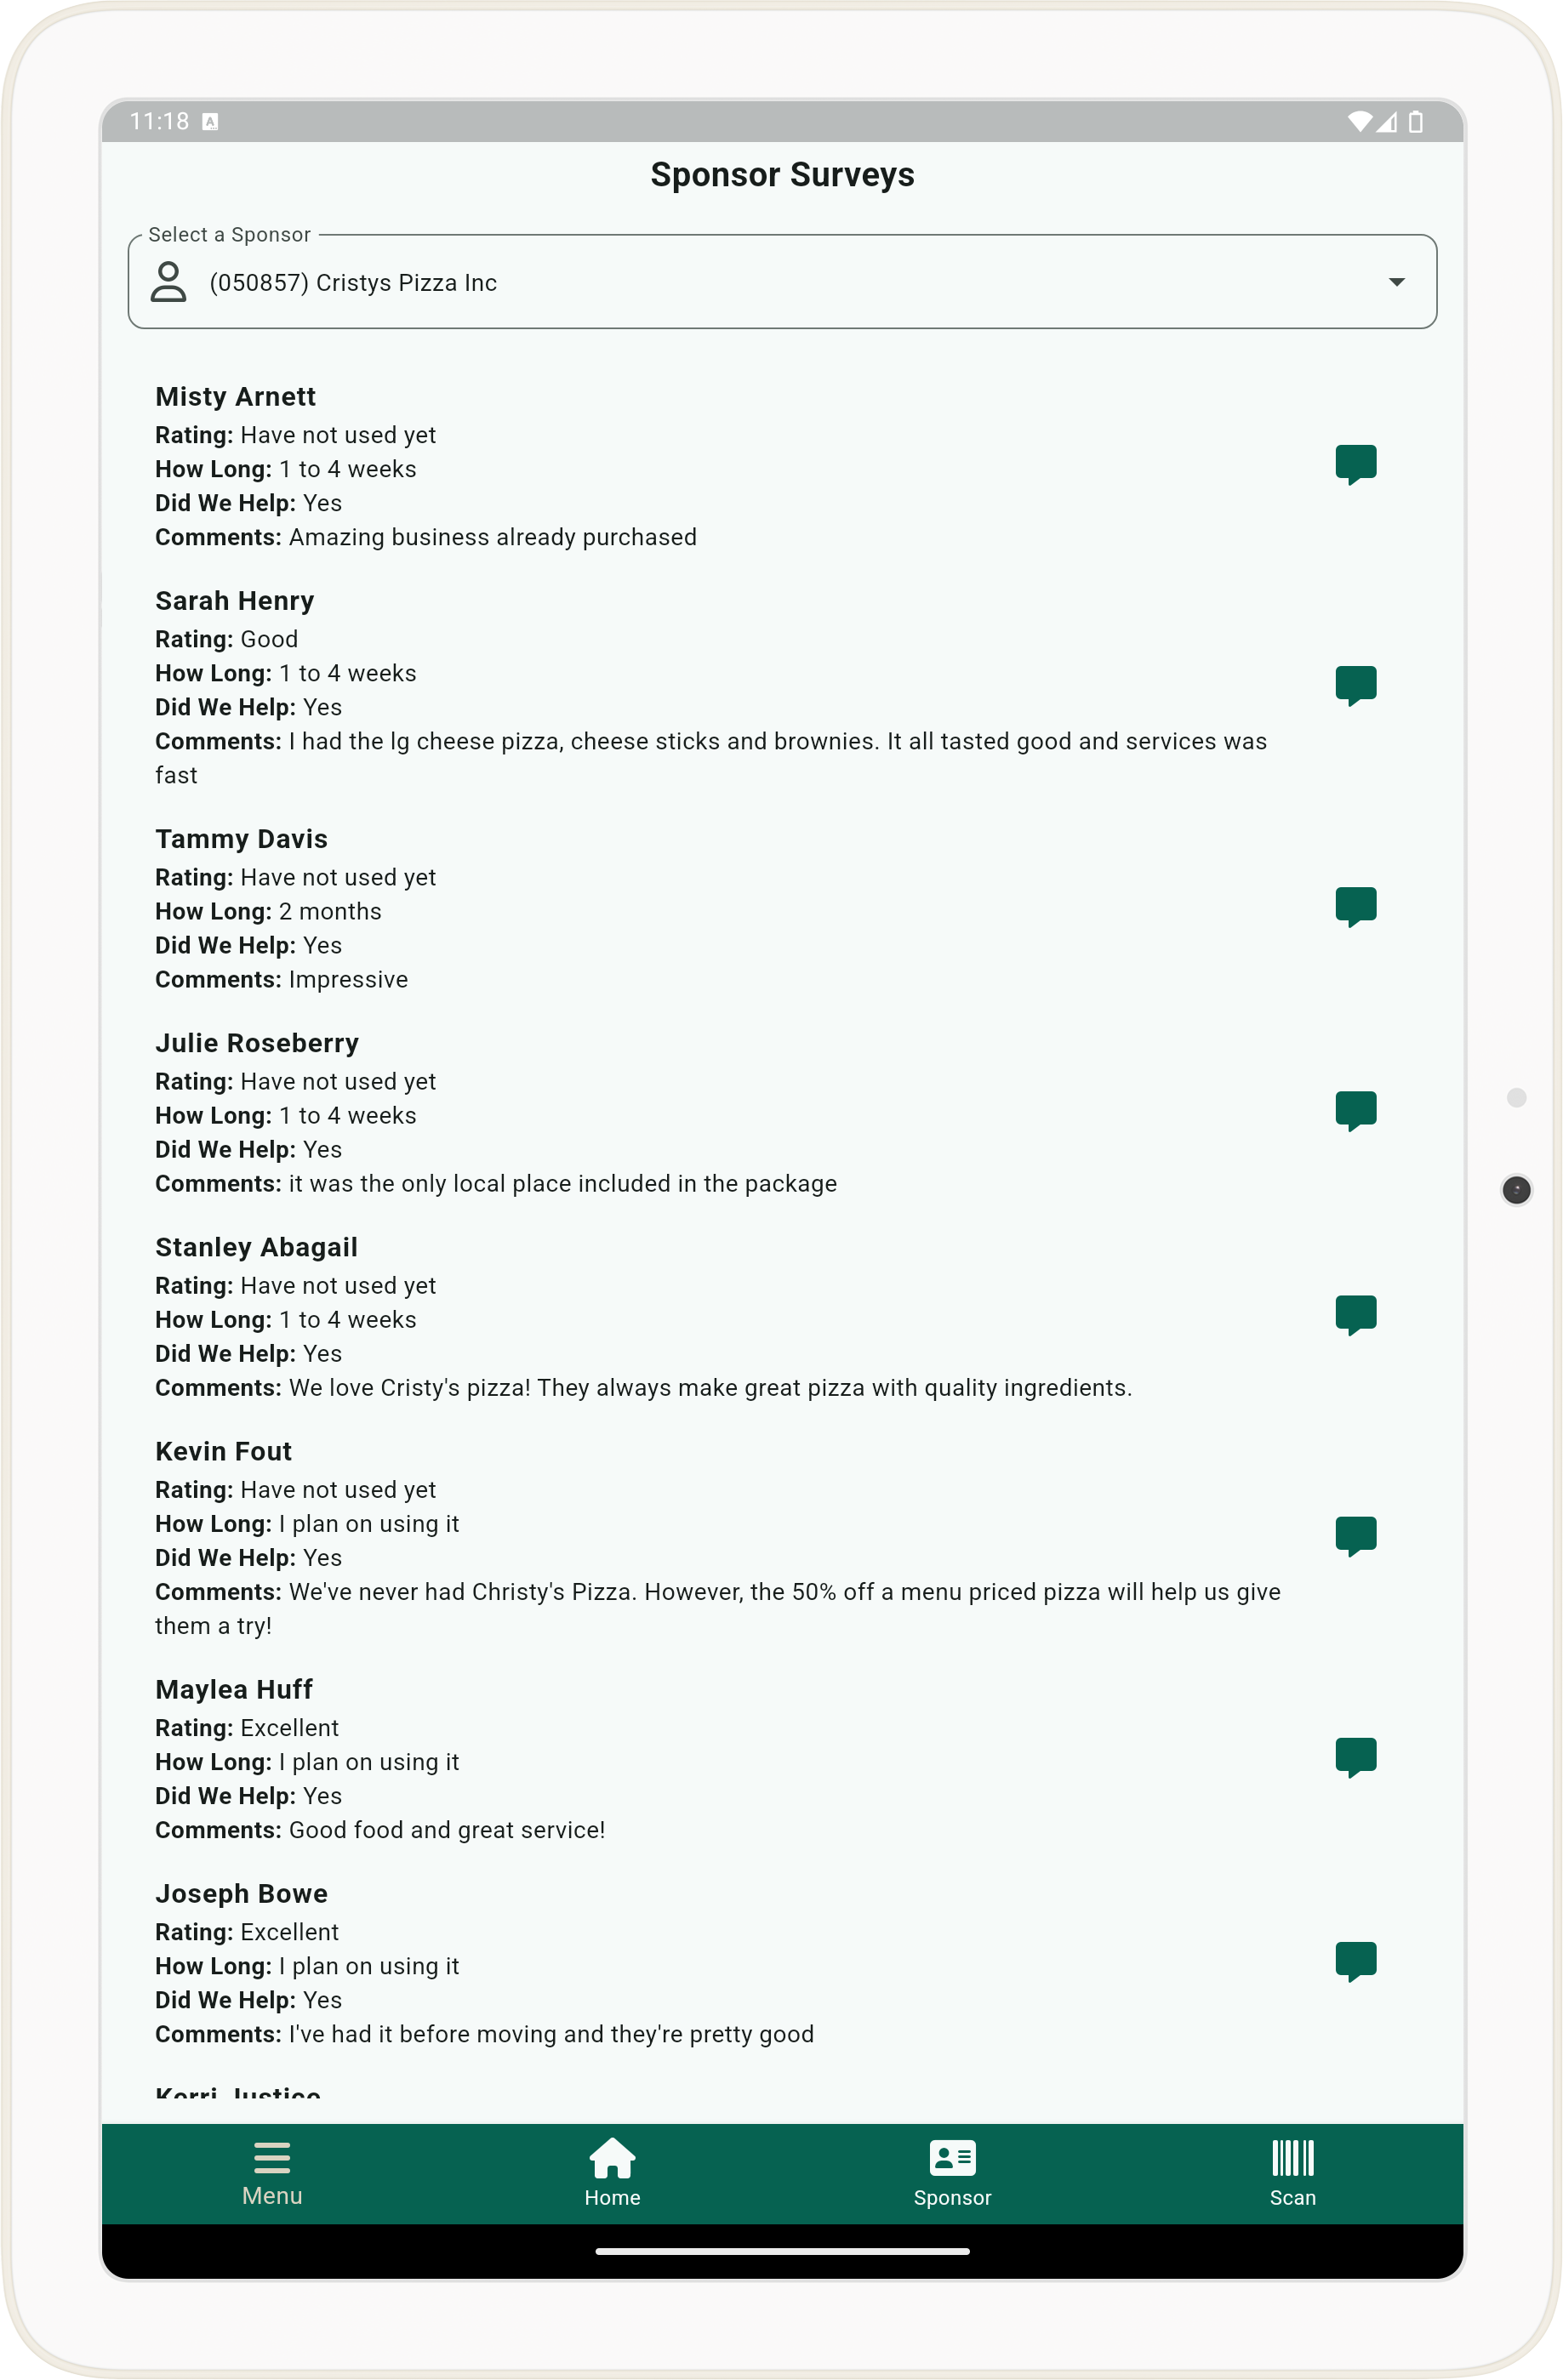 11:18
Sponsor Surveys
Select a Sponsor
(050857) Cristys Pizza Inc
Misty Arnett
Rating: Have not used yet
How Long: 1 to 4 weeks
Did We Help: Yes
Comments: Amazing business already purchased
Sarah Henry
Rating: Good
How Long: 1 to 4 weeks
Did We Help: Yes
Comments: I had the lg cheese pizza, cheese sticks and brownies. It all tasted good and services was
fast
Tammy Davis
Rating: Have not used yet
How Long: 2 months
Did We Help: Yes
Comments: Impressive
Julie Roseberry
Rating: Have not used yet
How Long: 1 to 4 weeks
Did We Help: Yes
Comments: it was the only local place included in the package
Stanley Abagail
Rating: Have not used yet
How Long: 1 to 4 weeks
Did We Help: Yes
Comments: We love Cristy's pizza! They always make great pizza with quality ingredients.
Kevin Fout
Rating: Have not used yet
How Long: I plan on using it
Did We Help: Yes
Comments: We've never had Christy's Pizza. However, the 50% off a menu priced pizza will help us give
them a try!
Maylea Huff
Rating: Excellent
How Long: I plan on using it
Did We Help: Yes
Comments: Good food and great service!
Joseph Bowe
Rating: Excellent
How Long: I plan on using it
Did We Help: Yes
Comments: I've had it before moving and they're pretty good
Kerri Justice
Menu
Home
Sponsor
Scan